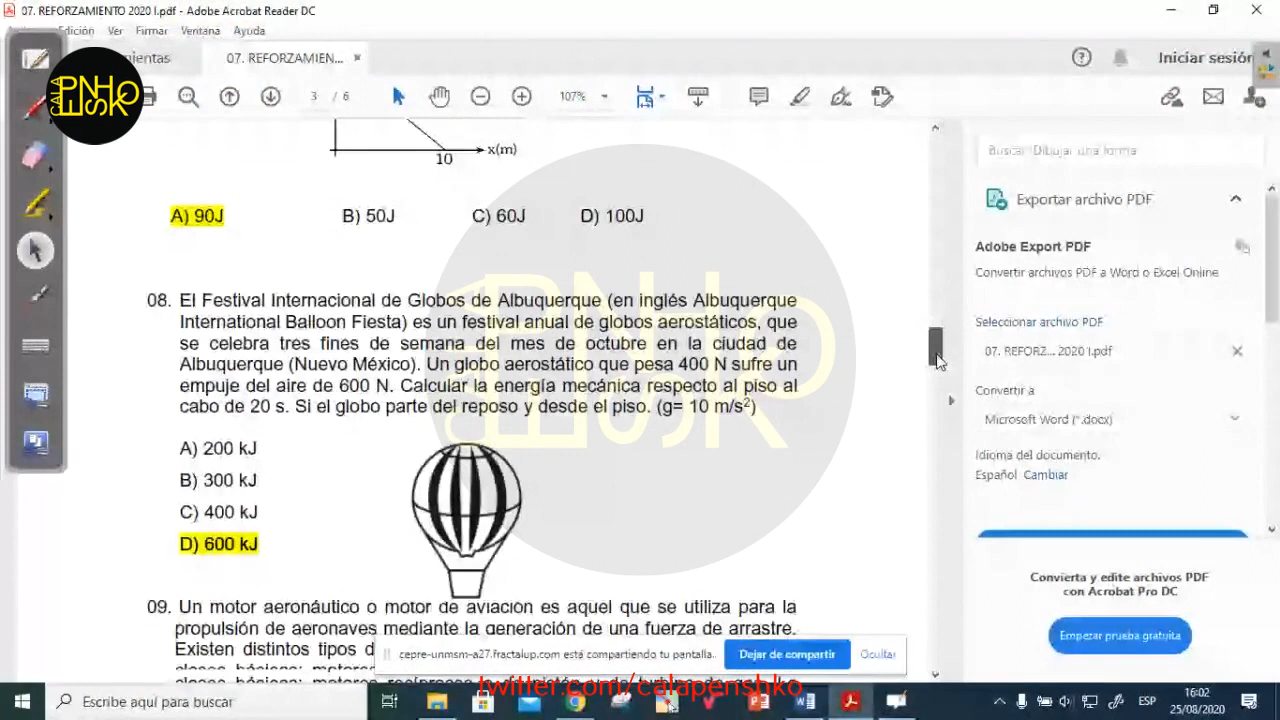 07. REFORZAMIENTO 2020 I.pdf - Adobe Acrobat Reader DC
Edición Ver Firmar Ventana Ayuda
07. REFORZAMIEN... ×
Iniciar sesión
3 / 6
107%
CALA
PENSHKO
10
x(m)
A) 90J B) 50J C) 60J D) 100J
08. El Festival Internacional de Globos de Albuquerque (en inglés Albuquerque
International Balloon Fiesta) es un festival anual de globos aerostáticos, que
se celebra tres fines de semana del mes de octubre en la ciudad de
Albuquerque (Nuevo México). Un globo aerostático que pesa 400 N sufre un
empuje del aire de 600 N. Calcular la energía mecánica respecto al piso al
cabo de 20 s. Si el globo parte del reposo y desde el piso. (g= 10 m/s²)
A) 200 kJ
B) 300 kJ
C) 400 kJ
D) 600 kJ
09. Un motor aeronáutico o motor de aviación es aquel que se utiliza para la
propulsión de aeronaves mediante la generación de una fuerza de arrastre.
Existen distintos tipos d
Buscar 'Dibujar una forma'
Exportar archivo PDF
Adobe Export PDF
Convertir archivos PDF a Word o Excel Online
Seleccionar archivo PDF
07. REFORZ... 2020 I.pdf
Convertir a
Microsoft Word (*.docx)
Idioma del documento.
Español Cambiar
Convierta y edite archivos PDF
con Acrobat Pro DC
Empezar prueba gratuita
cepre-unmsm-a27.fractalup.com está compartiendo tu pantalla.
Dejar de compartir
Ocultar
twitter.com/calapenshko
Escribe aquí para buscar
ESP
16:02
25/08/2020